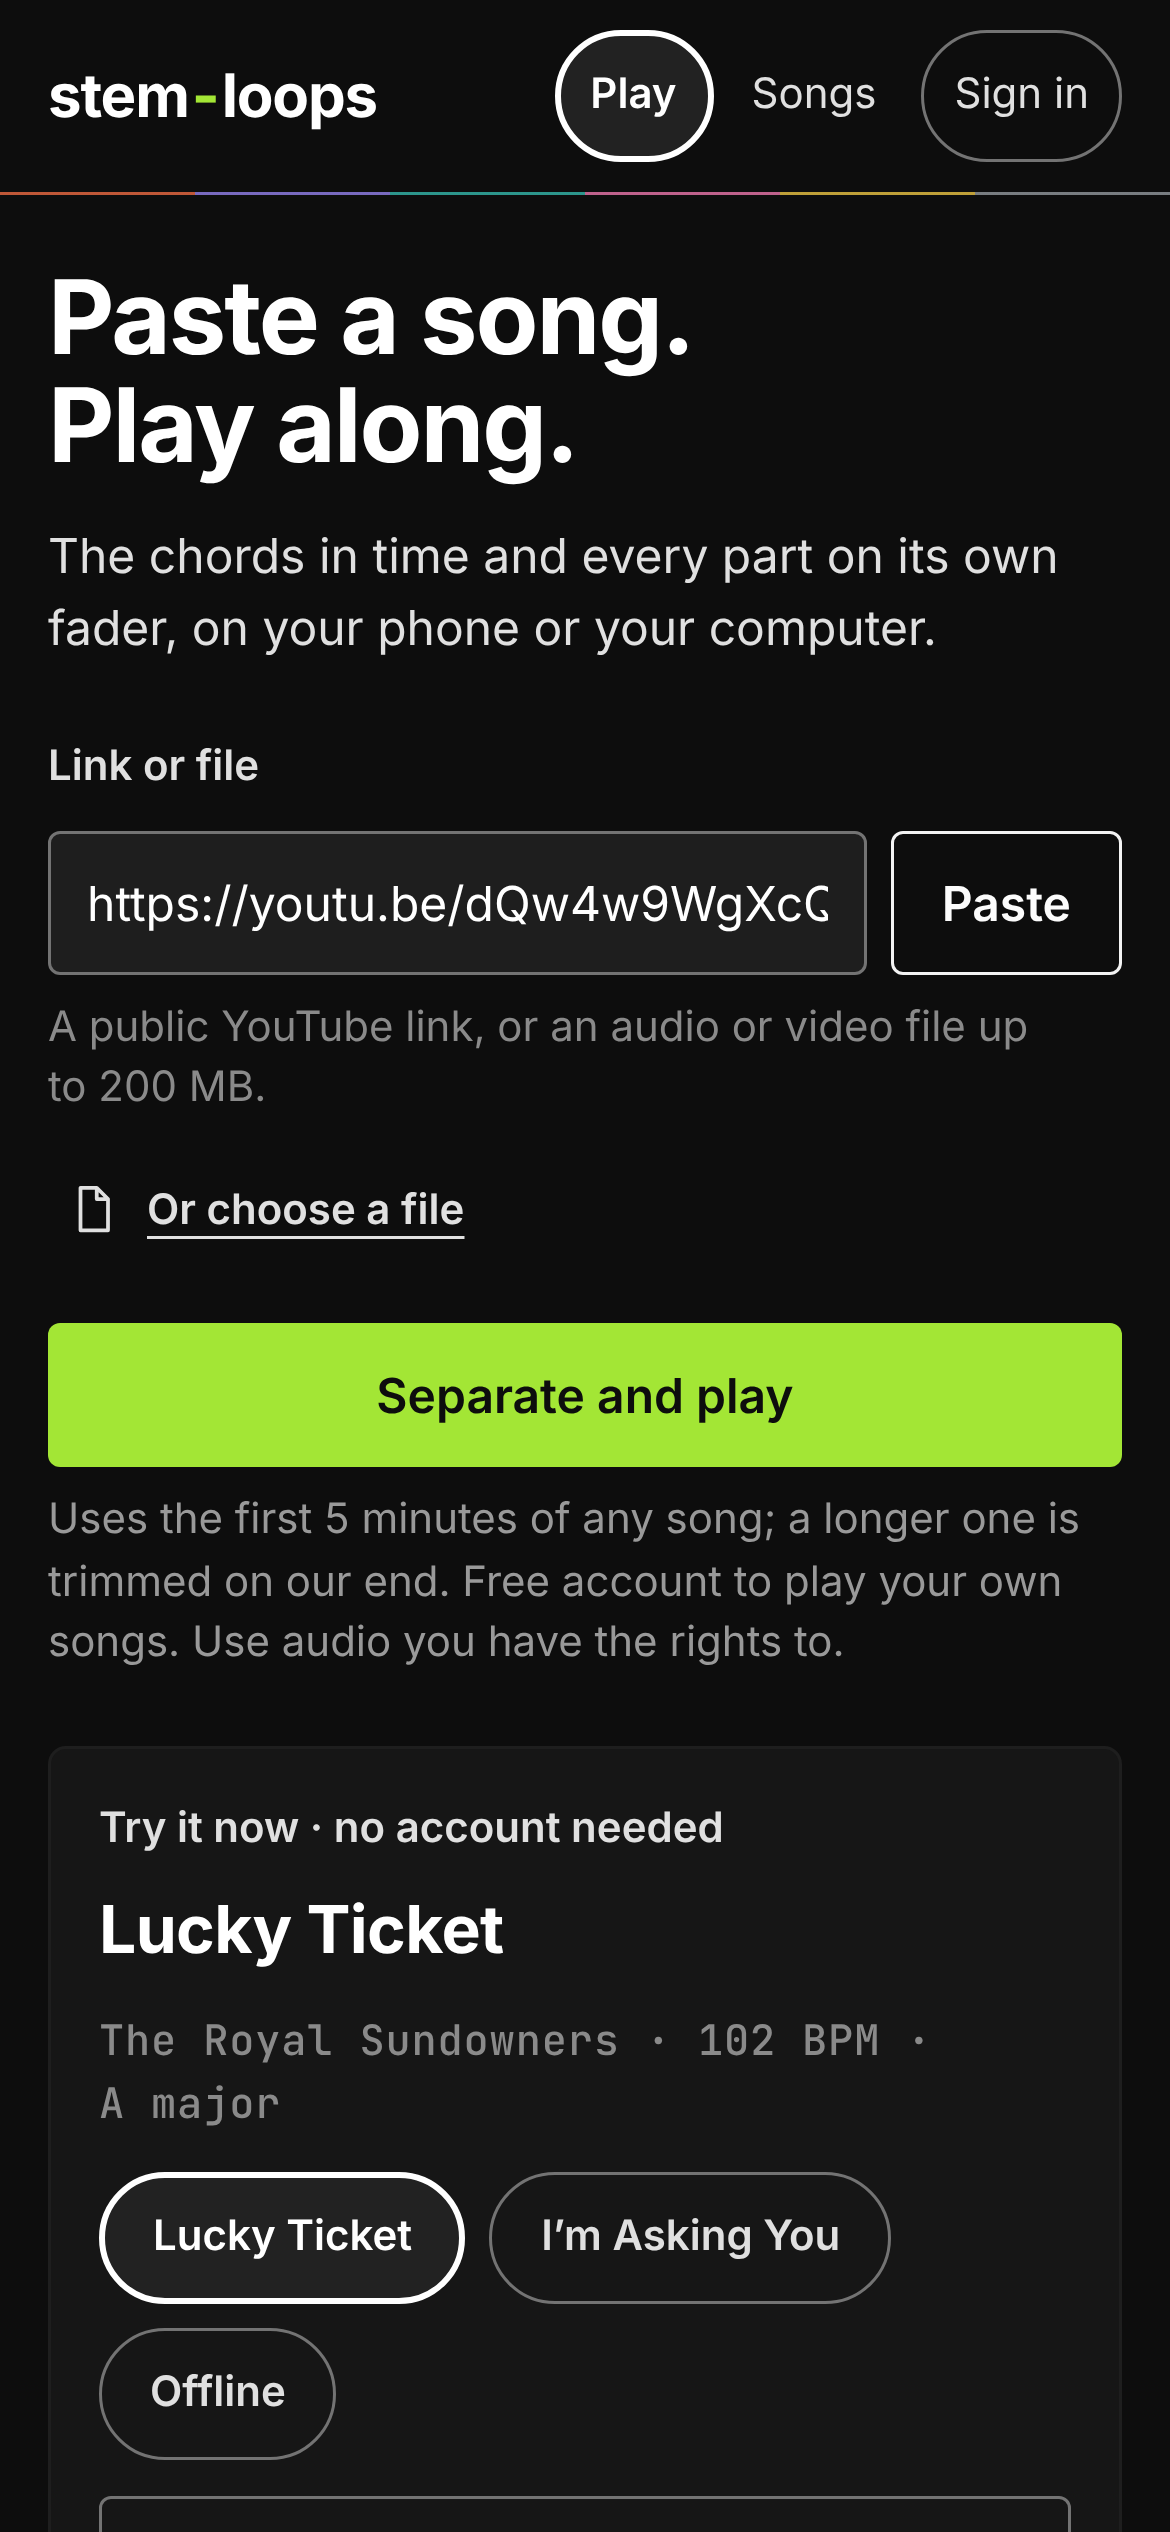 stem-loops
Play
Songs
Sign in
Paste a song.
Play along.
The chords in time and every part on its own
fader, on your phone or your computer.
Link or file
https://youtu.be/dQw4w9WgXcQ
Paste
A public YouTube link, or an audio or video file up
to 200 MB.
Or choose a file
Separate and play
Uses the first 5 minutes of any song; a longer one is
trimmed on our end. Free account to play your own
songs. Use audio you have the rights to.
Try it now · no account needed
Lucky Ticket
The Royal Sundowners · 102 BPM ·
A major
Lucky Ticket
I’m Asking You
Offline